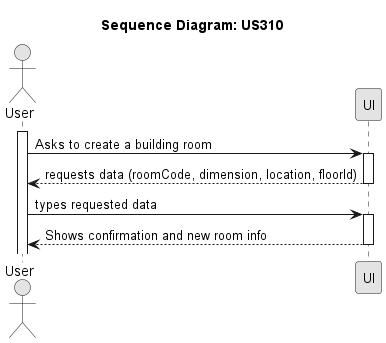 Sequence Diagram: US310
User
UI
Asks to create a building room
requests data (roomCode, dimension, location, floorId)
types requested data
Shows confirmation and new room info
User
UI